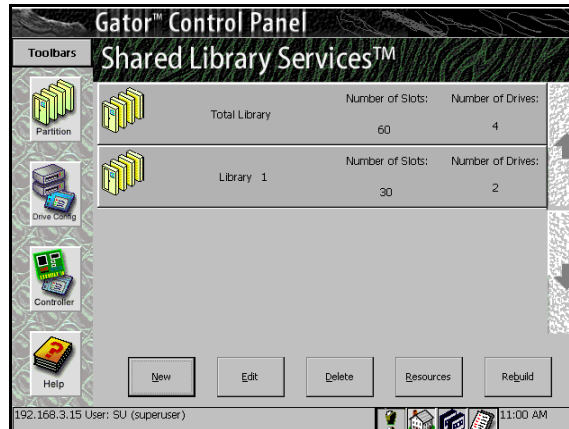 Gator™ Control Panel
Toolbars
Shared Library Services™
Partition
Drive Config
Controller
Help
Total Library
Number of Slots:
60
Number of Drives:
4
Library 1
Number of Slots:
30
Number of Drives:
2
New
Edit
Delete
Resources
Rebuild
192.168.3.15 User: SU (superuser)
11:00 AM